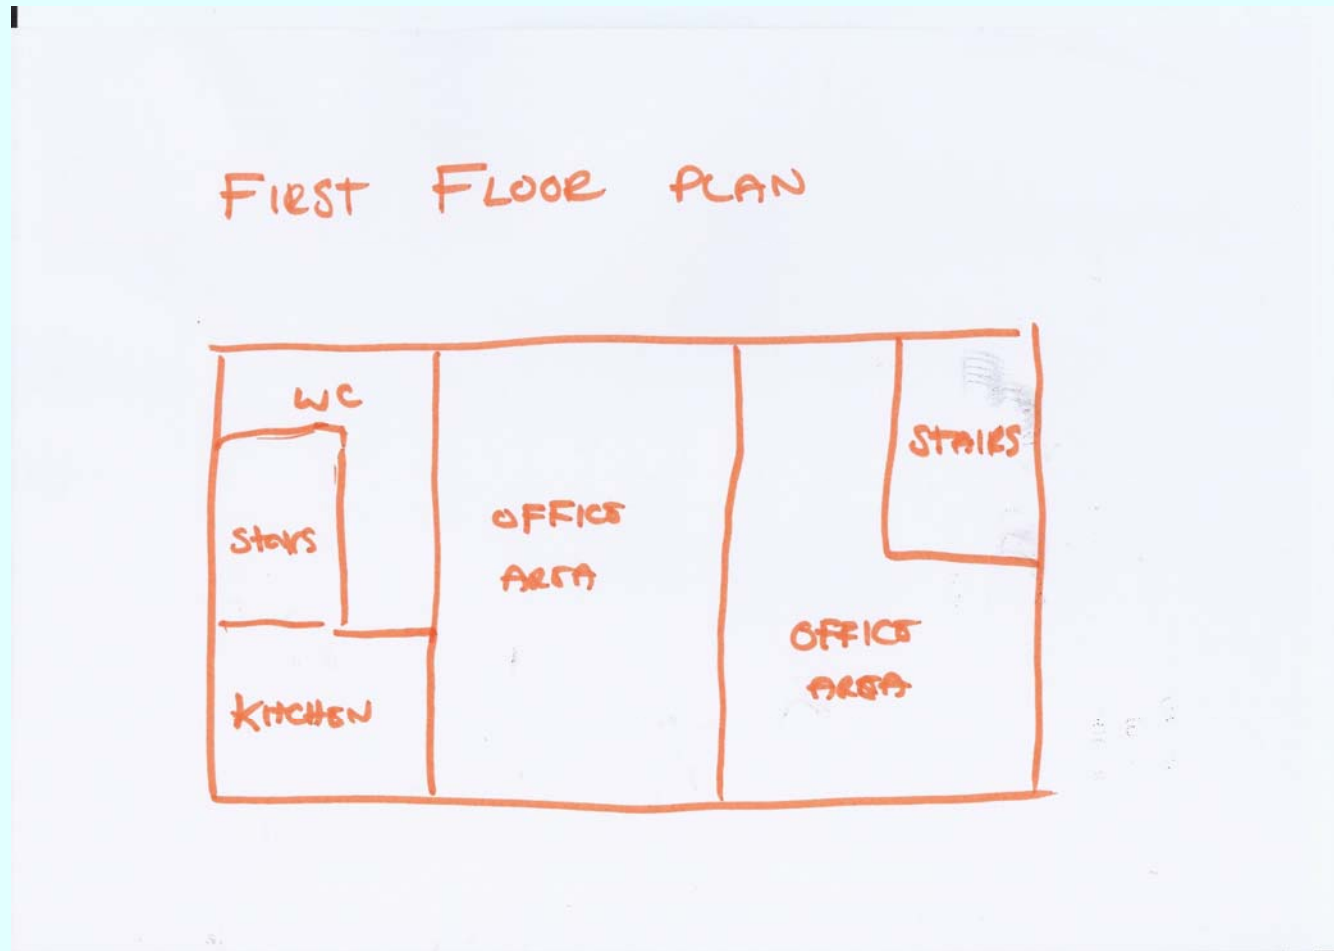 FIRST FLOOR PLAN
WC
STAIRS
Stairs
OFFICE
AREA
OFFICE
AREA
KITCHEN